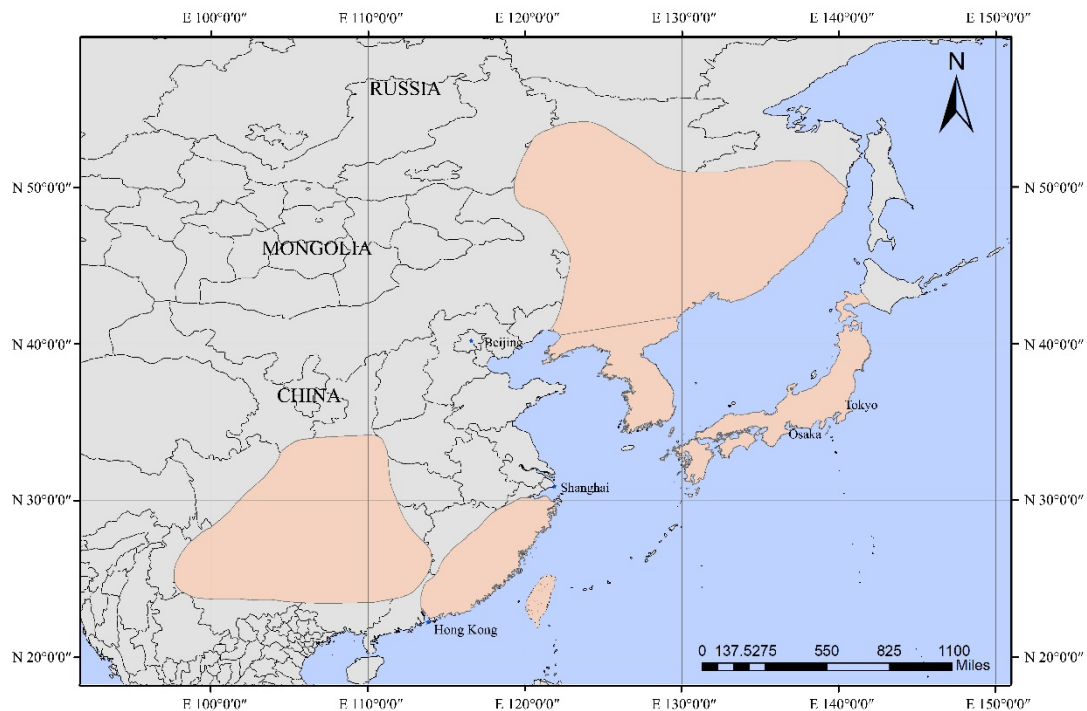 E 100°0'0" E 110°0'0" E 120°0'0" E 130°0'0" E 140°0'0" E 150°0'0"
N
RUSSIA
N 50°0'0" N 50°0'0"
MONGOLIA
N 40°0'0" Beijing N 40°0'0"
CHINA
Tokyo
Osaka
Shanghai
N 30°0'0" N 30°0'0"
Hong Kong
0 137.5275 550 825 1100
Miles
N 20°0'0" N 20°0'0"
E 100°0'0" E 110°0'0" E 120°0'0" E 130°0'0" E 140°0'0" E 150°0'0"